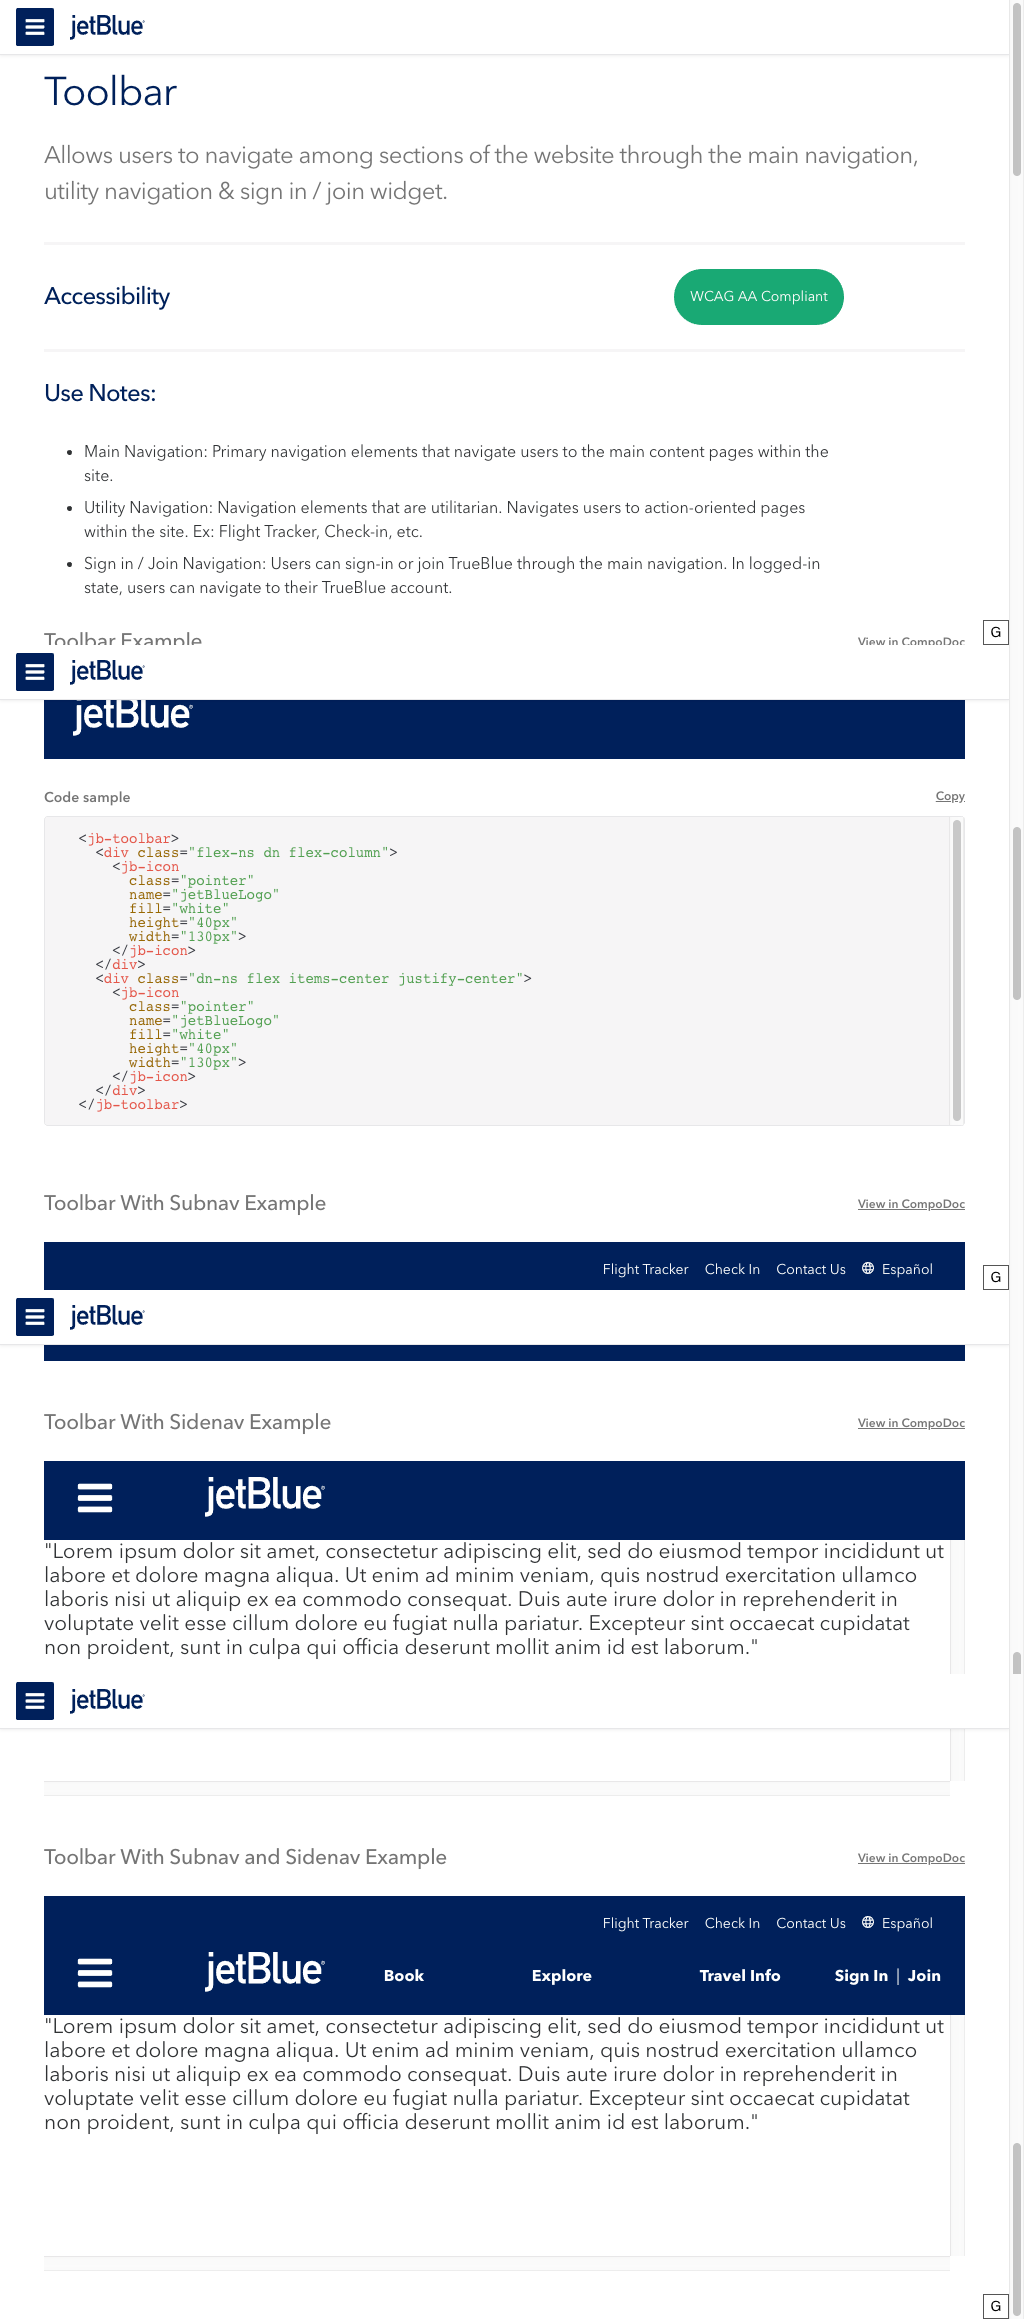 jetBlue
Toolbar
Allows users to navigate among sections of the website through the main navigation,
utility navigation & sign in / join widget.
Accessibility
WCAG AA Compliant
Use Notes:
• Main Navigation: Primary navigation elements that navigate users to the main content pages within the
site.
• Utility Navigation: Navigation elements that are utilitarian. Navigates users to action-oriented pages
within the site. Ex: Flight Tracker, Check-in, etc.
• Sign in / Join Navigation: Users can sign-in or join TrueBlue through the main navigation. In logged-in
state, users can navigate to their TrueBlue account.
Toolbar Example
View in CompoDoc
G
jetBlue
jetBlue
Code sample
Copy
<jb-toolbar>
  <div class="flex-ns dn flex-column">
    <jb-icon
      class="pointer"
      name="jetBlueLogo"
      fill="white"
      height="40px"
      width="130px">
    </jb-icon>
  </div>
  <div class="dn-ns flex items-center justify-center">
    <jb-icon
      class="pointer"
      name="jetBlueLogo"
      fill="white"
      height="40px"
      width="130px">
    </jb-icon>
  </div>
</jb-toolbar>
Toolbar With Subnav Example
View in CompoDoc
Flight Tracker Check In Contact Us Español
G
jetBlue
Toolbar With Sidenav Example
View in CompoDoc
jetBlue
"Lorem ipsum dolor sit amet, consectetur adipiscing elit, sed do eiusmod tempor incididunt ut
labore et dolore magna aliqua. Ut enim ad minim veniam, quis nostrud exercitation ullamco
laboris nisi ut aliquip ex ea commodo consequat. Duis aute irure dolor in reprehenderit in
voluptate velit esse cillum dolore eu fugiat nulla pariatur. Excepteur sint occaecat cupidatat
non proident, sunt in culpa qui officia deserunt mollit anim id est laborum."
jetBlue
Toolbar With Subnav and Sidenav Example
View in CompoDoc
Flight Tracker Check In Contact Us Español
jetBlue Book Explore Travel Info Sign In | Join
"Lorem ipsum dolor sit amet, consectetur adipiscing elit, sed do eiusmod tempor incididunt ut
labore et dolore magna aliqua. Ut enim ad minim veniam, quis nostrud exercitation ullamco
laboris nisi ut aliquip ex ea commodo consequat. Duis aute irure dolor in reprehenderit in
voluptate velit esse cillum dolore eu fugiat nulla pariatur. Excepteur sint occaecat cupidatat
non proident, sunt in culpa qui officia deserunt mollit anim id est laborum."
G